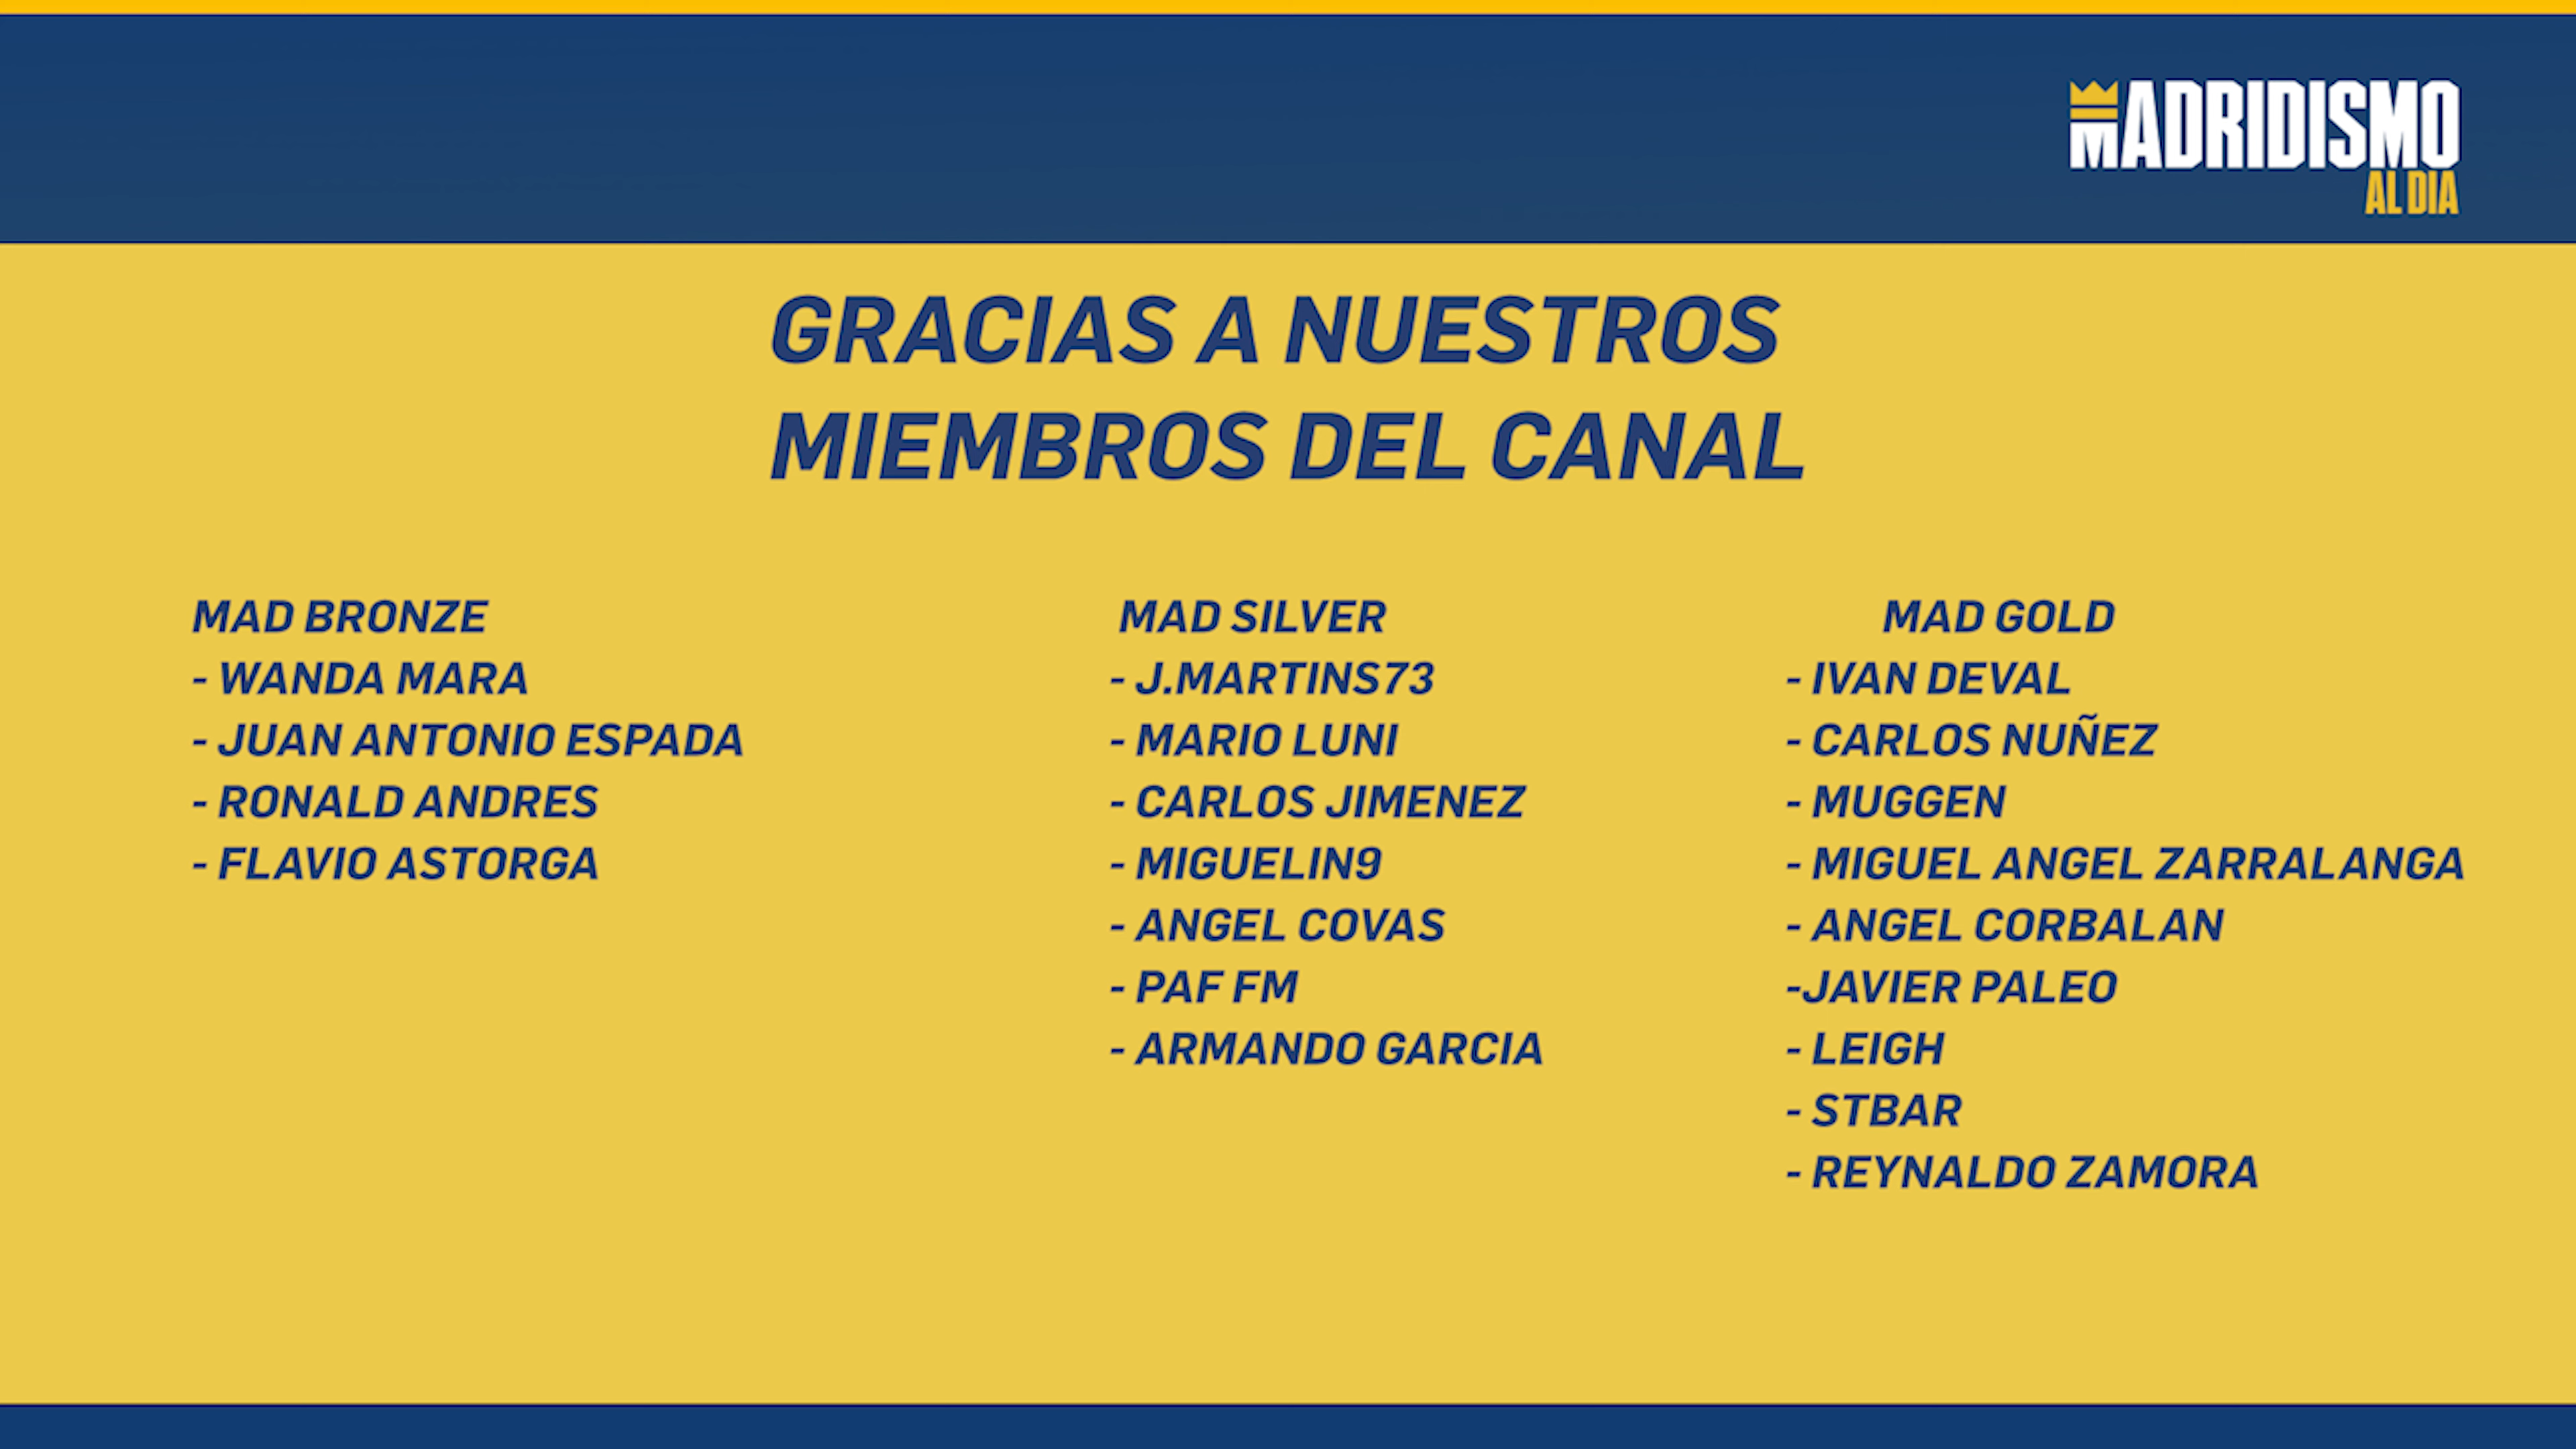 MADRIDISMO
AL DIA
GRACIAS A NUESTROS
MIEMBROS DEL CANAL
MAD BRONZE
- WANDA MARA
- JUAN ANTONIO ESPADA
- RONALD ANDRES
- FLAVIO ASTORGA
MAD SILVER
- J.MARTINS73
- MARIO LUNI
- CARLOS JIMENEZ
- MIGUELIN9
- ANGEL COVAS
- PAF FM
- ARMANDO GARCIA
MAD GOLD
- IVAN DEVAL
- CARLOS NUÑEZ
- MUGGEN
- MIGUEL ANGEL ZARRALANGA
- ANGEL CORBALAN
-JAVIER PALEO
- LEIGH
- STBAR
- REYNALDO ZAMORA